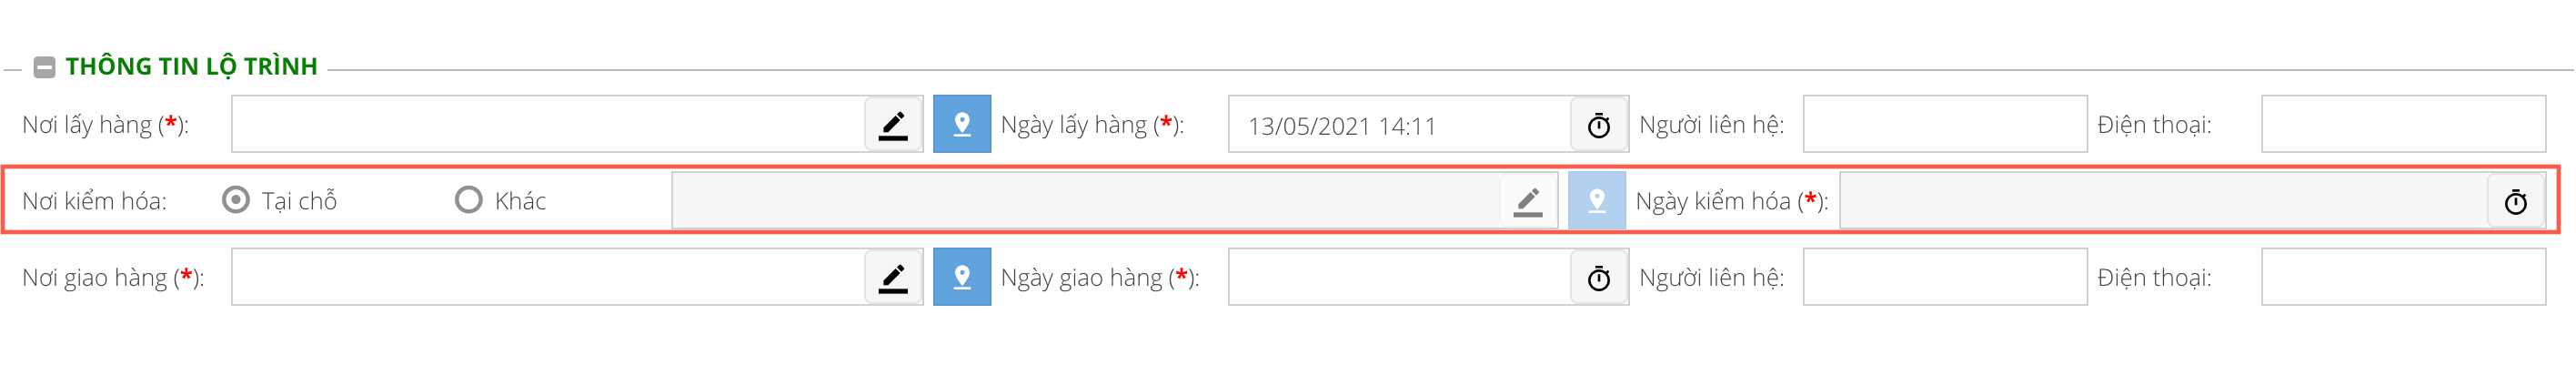 THÔNG TIN LỘ TRÌNH
Nơi lấy hàng (*): Ngày lấy hàng (*): 13/05/2021 14:11 Người liên hệ: Điện thoại:
Nơi kiểm hóa: Tại chỗ Khác Ngày kiểm hóa (*):
Nơi giao hàng (*): Ngày giao hàng (*): Người liên hệ: Điện thoại: